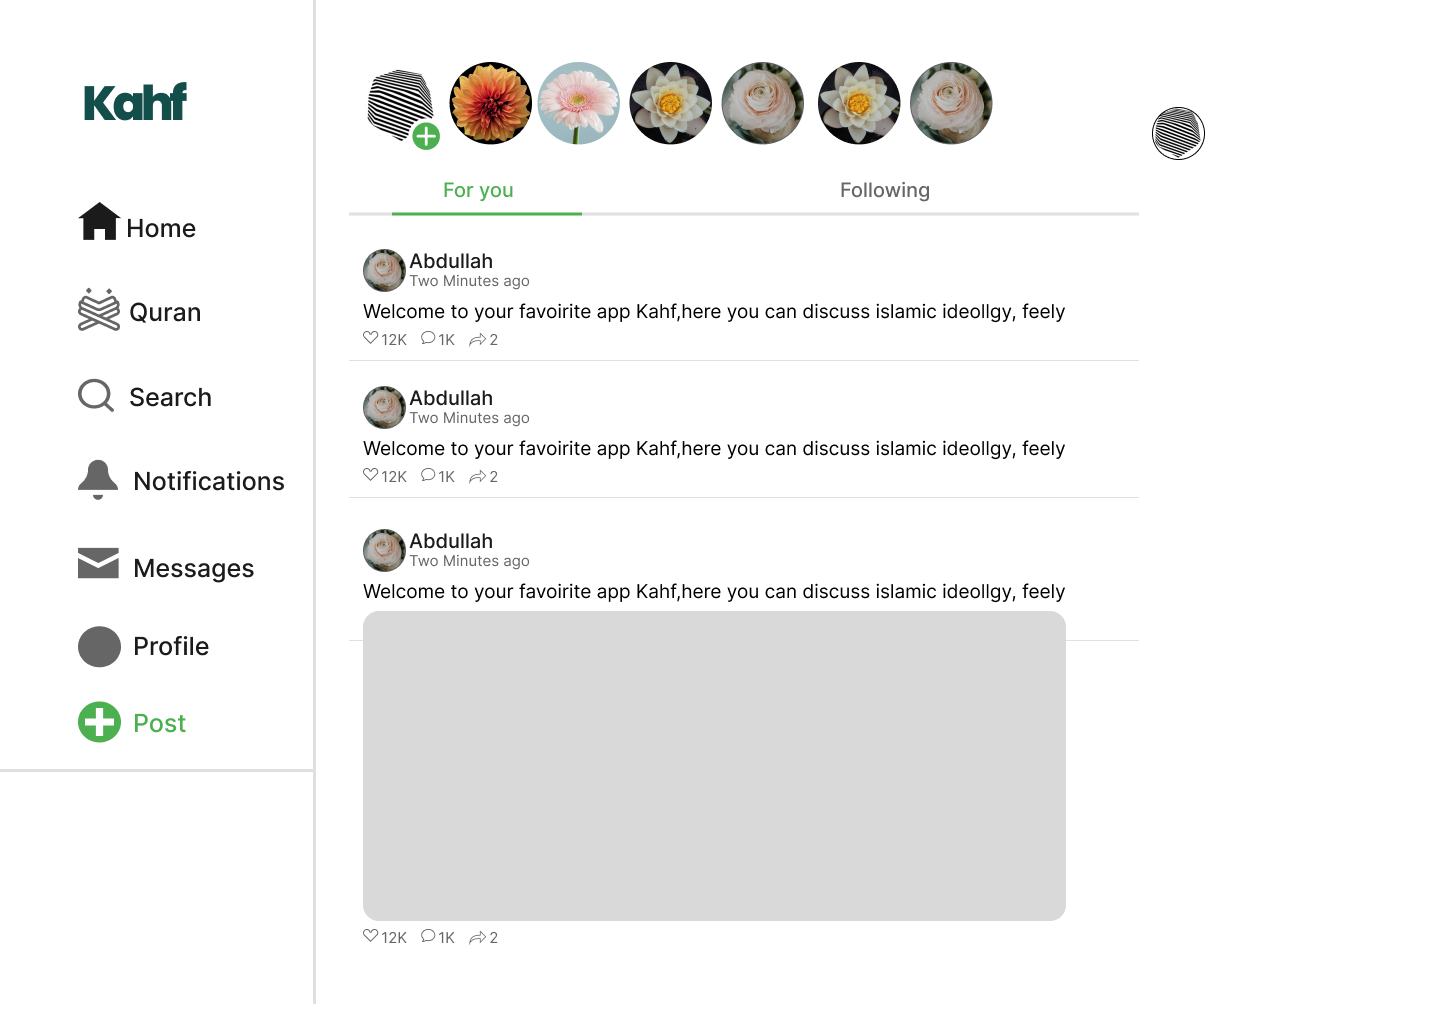 Kahf
Home
Quran
Search
Notifications
Messages
Profile
Post
For you
Following
Abdullah
Two Minutes ago
Welcome to your favoirite app Kahf,here you can discuss islamic ideollgy, feely
12K 1K 2
Abdullah
Two Minutes ago
Welcome to your favoirite app Kahf,here you can discuss islamic ideollgy, feely
12K 1K 2
Abdullah
Two Minutes ago
Welcome to your favoirite app Kahf,here you can discuss islamic ideollgy, feely
12K 1K 2